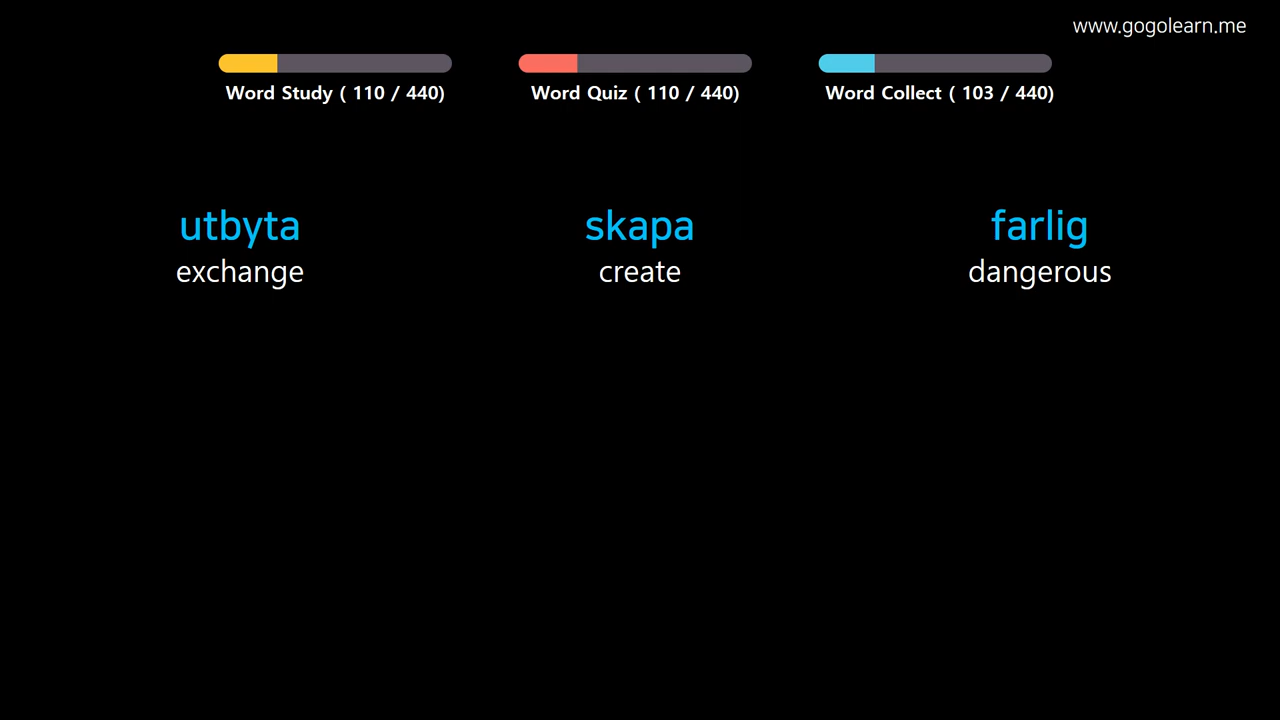 www.gogolearn.me
Word Study ( 110 / 440)
Word Quiz ( 110 / 440)
Word Collect ( 103 / 440)
utbyta
exchange
skapa
create
farlig
dangerous